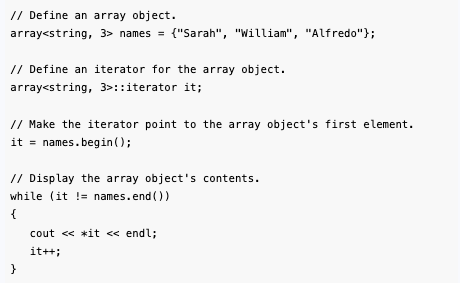 // Define an array object.
array<string, 3> names = {"Sarah", "William", "Alfredo"};
// Define an iterator for the array object.
array<string, 3>::iterator it;
// Make the iterator point to the array object's first element.
it = names.begin();
// Display the array object's contents.
while (it != names.end())
{
cout << *it << endl;
it++;
}